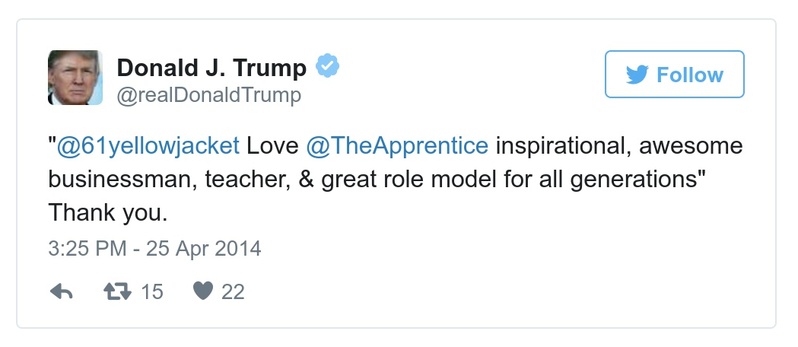 Donald J. Trump
@realDonaldTrump
Follow
"@61yellowjacket Love @TheApprentice inspirational, awesome
businessman, teacher, & great role model for all generations"
Thank you.
3:25 PM - 25 Apr 2014
15 22